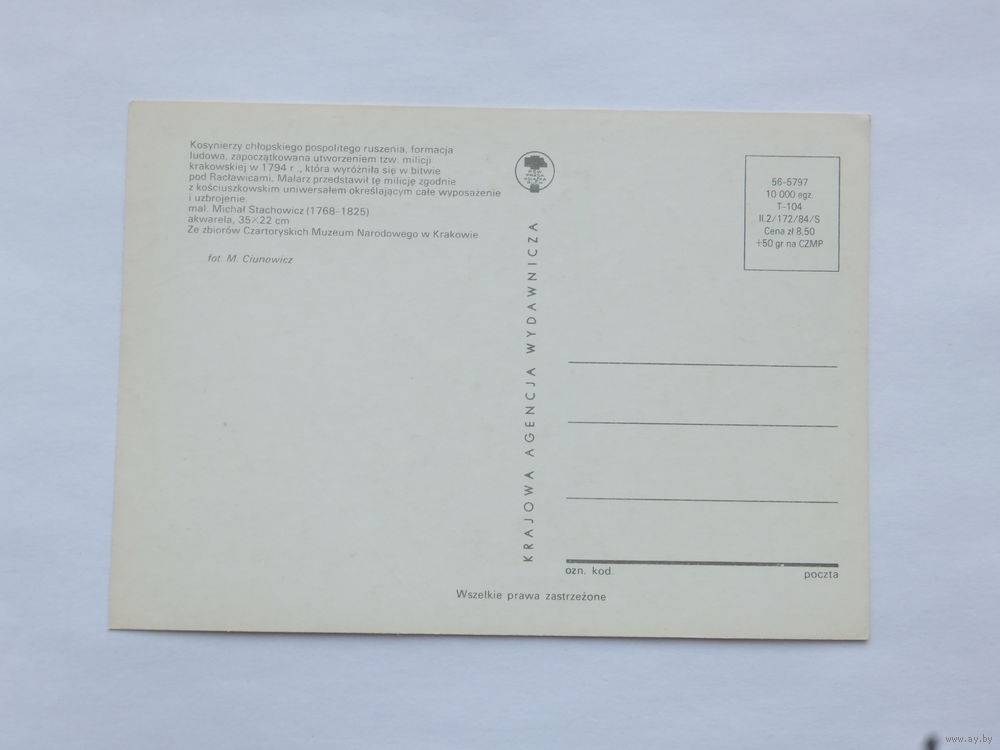 Kosynierzy chłopskiego pospolitego ruszenia, formacja
ludowa, zapoczątkowana utworzeniem tzw. milicji
krakowskiej w 1794 r., która wyróżniła się w bitwie
pod Racławicami. Malarz przedstawił tę milicję zgodnie
z kościuszkowskim uniwersałem określającym całe wyposażenie
i uzbrojenie.
mal. Michał Stachowicz (1768-1825)
akwarela, 35×22 cm
Ze zbiorów Czartoryskich Muzeum Narodowego w Krakowie
fot. M. Ciunowicz
KRAJOWA AGENCJA WYDAWNICZA
56-5797
10 000 egz.
T-104
II.2/172/84/S
Cena zł 8,50
+50 gr na CZMP
ozn. kod.
poczta
Wszelkie prawa zastrzeżone
www.ay.by